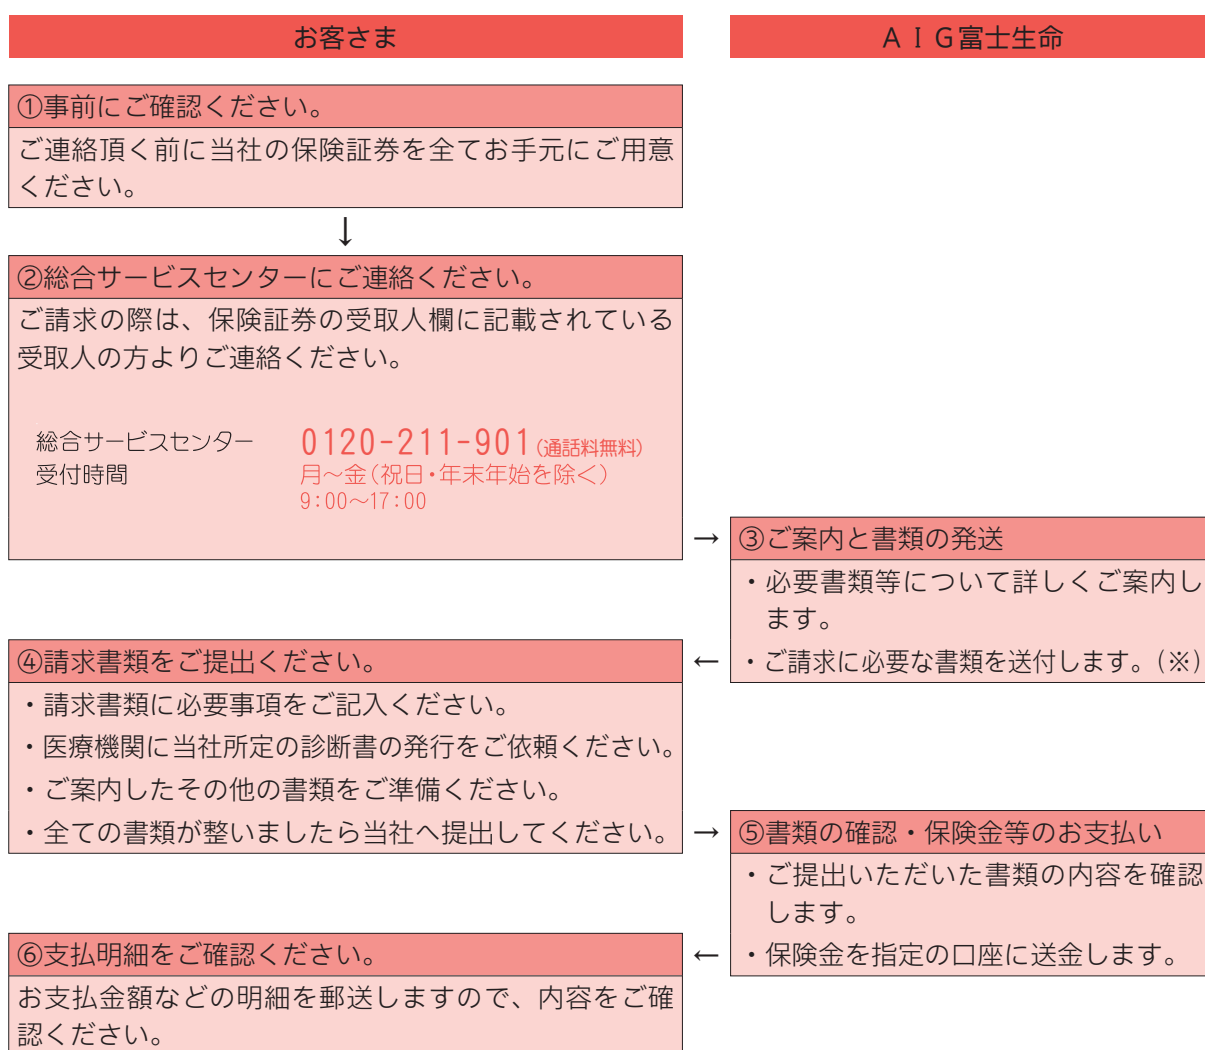 お客さま
ＡＩＧ富士生命
①事前にご確認ください。
ご連絡頂く前に当社の保険証券を全てお手元にご用意
ください。
↓
②総合サービスセンターにご連絡ください。
ご請求の際は、保険証券の受取人欄に記載されている
受取人の方よりご連絡ください。
総合サービスセンター 0120-211-901(通話料無料)
受付時間 月～金(祝日・年末年始を除く)
9:00～17:00
→
③ご案内と書類の発送
・必要書類等について詳しくご案内し
ます。
・ご請求に必要な書類を送付します。(※)
←
④請求書類をご提出ください。
・請求書類に必要事項をご記入ください。
・医療機関に当社所定の診断書の発行をご依頼ください。
・ご案内したその他の書類をご準備ください。
・全ての書類が整いましたら当社へ提出してください。
→
⑤書類の確認・保険金等のお支払い
・ご提出いただいた書類の内容を確認
します。
・保険金を指定の口座に送金します。
←
⑥支払明細をご確認ください。
お支払金額などの明細を郵送しますので、内容をご確
認ください。